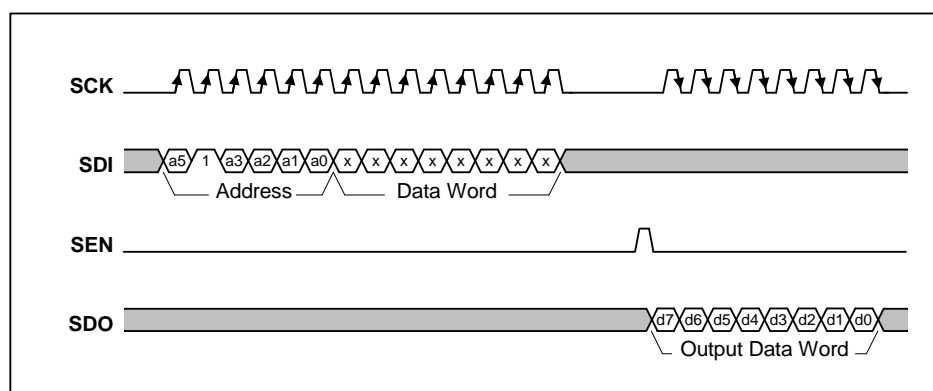 SCK
SDI a5 1 a3 a2 a1 a0 x x x x x x x x
Address Data Word
SEN
SDO d7 d6 d5 d4 d3 d2 d1 d0
Output Data Word